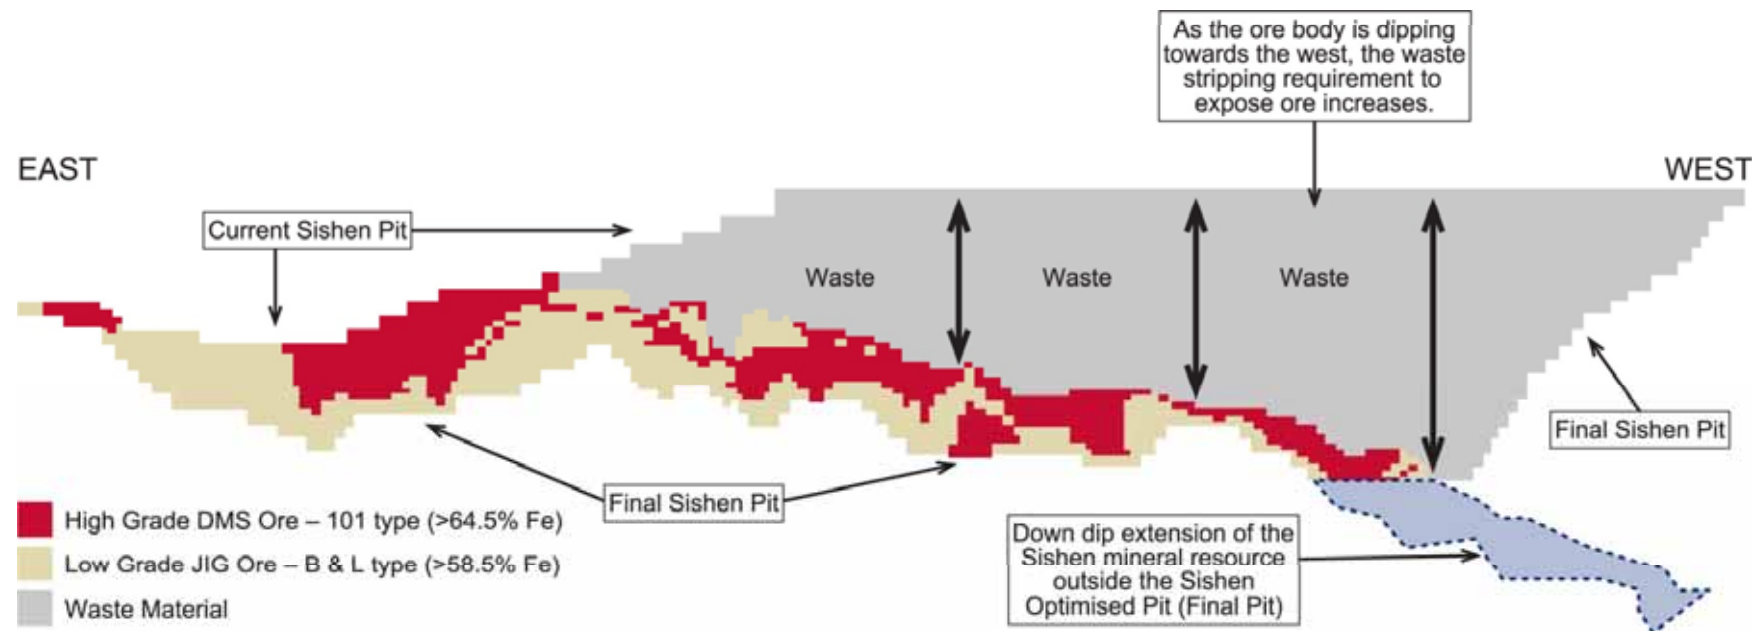 As the ore body is dipping
towards the west, the waste
stripping requirement to
expose ore increases.
EAST
WEST
Current Sishen Pit
Waste
Waste
Waste
Final Sishen Pit
Final Sishen Pit
High Grade DMS Ore – 101 type (>64.5% Fe)
Low Grade JIG Ore – B & L type (>58.5% Fe)
Waste Material
Down dip extension of the
Sishen mineral resource
outside the Sishen
Optimised Pit (Final Pit)